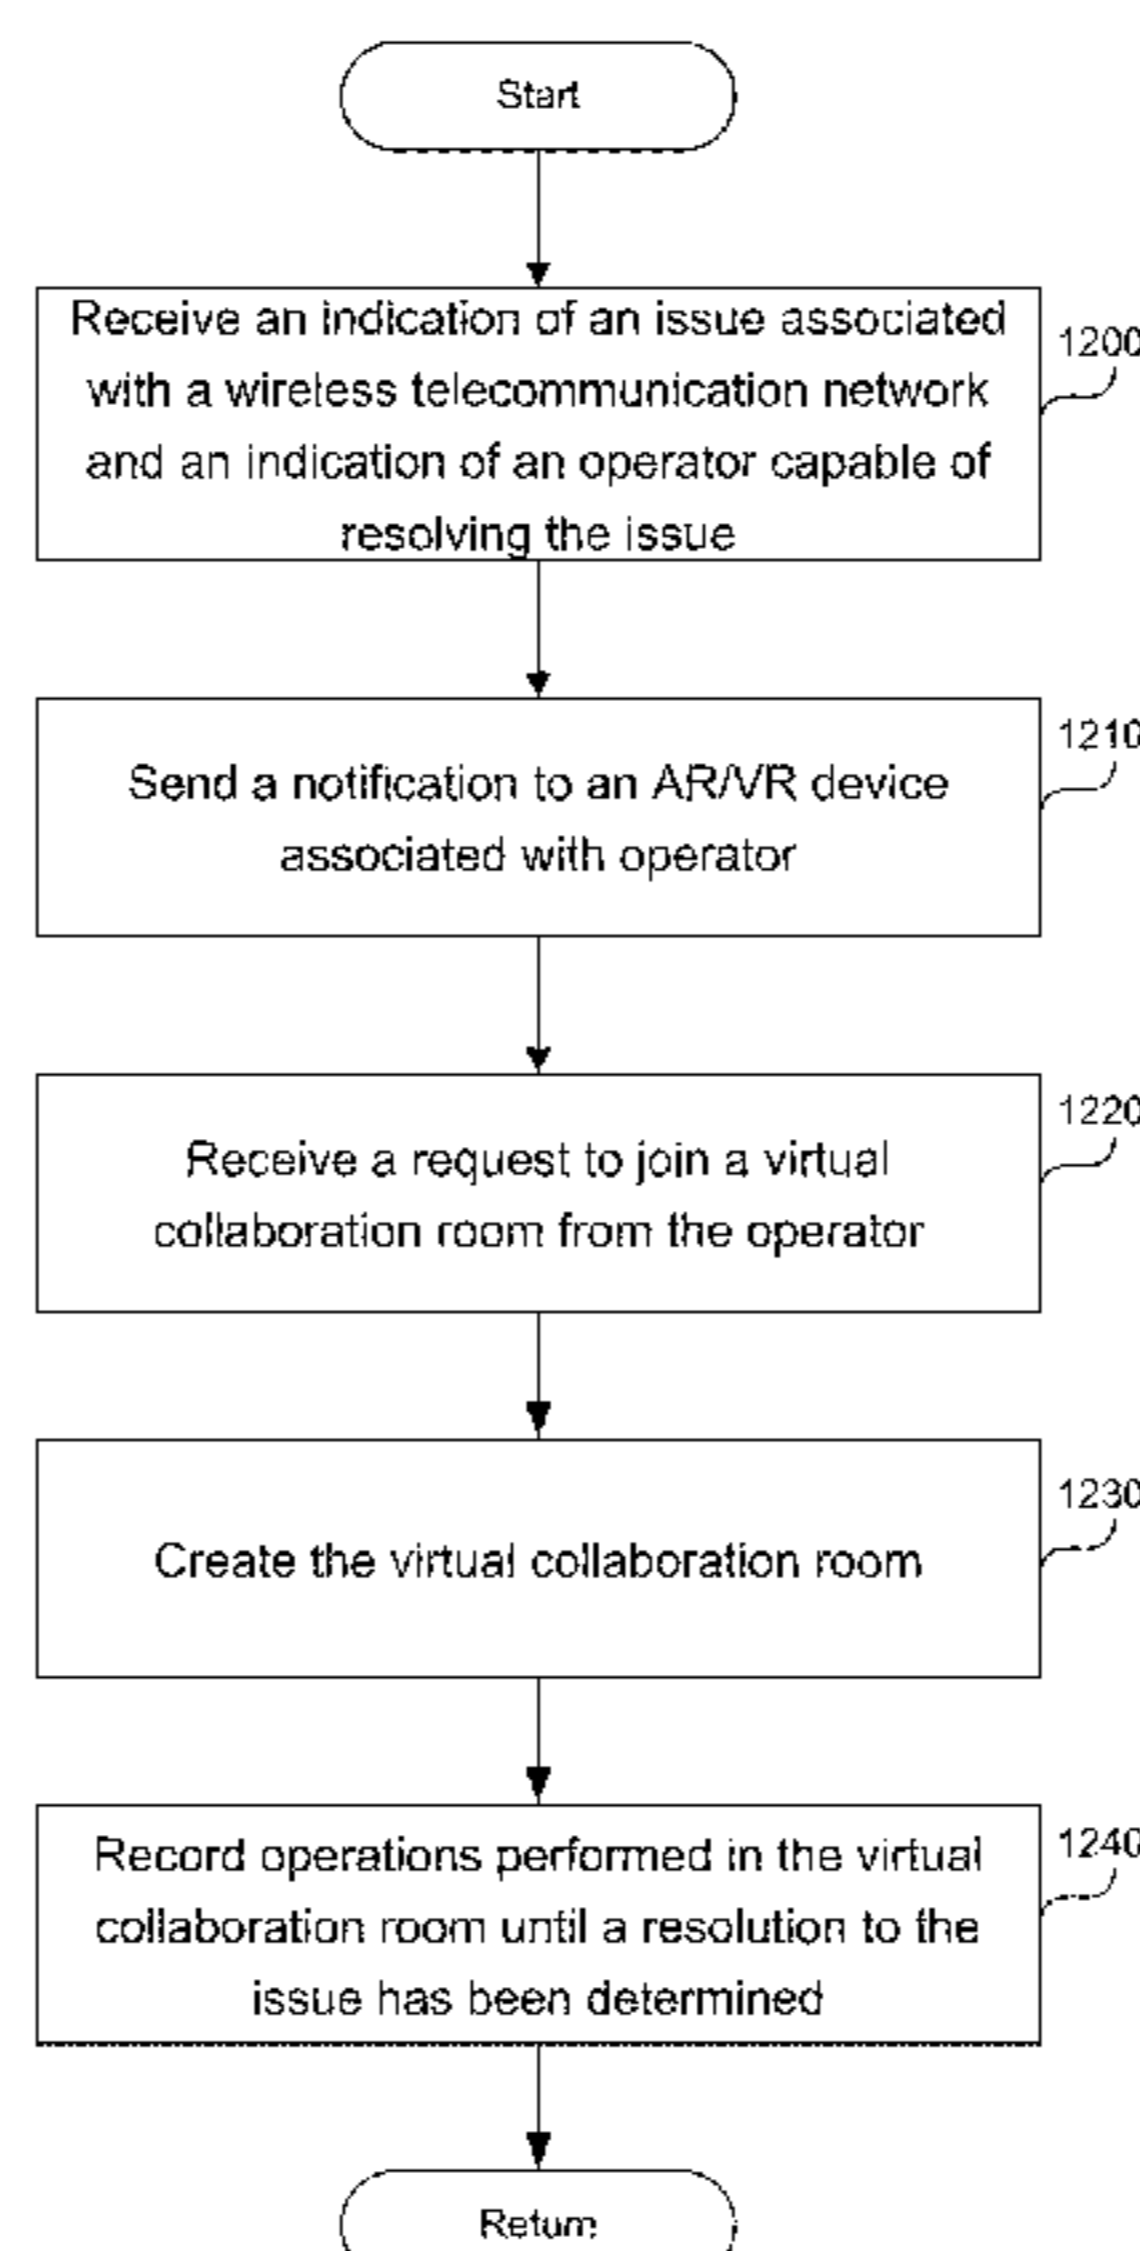 Start
Receive an indication of an issue associated
with a wireless telecommunication network
and an indication of an operator capable of
resolving the issue
1200
Send a notification to an AR/VR device
associated with operator
1210
Receive a request to join a virtual
collaboration room from the operator
1220
Create the virtual collaboration room
1230
Record operations performed in the virtual
collaboration room until a resolution to the
issue has been determined
1240
Return